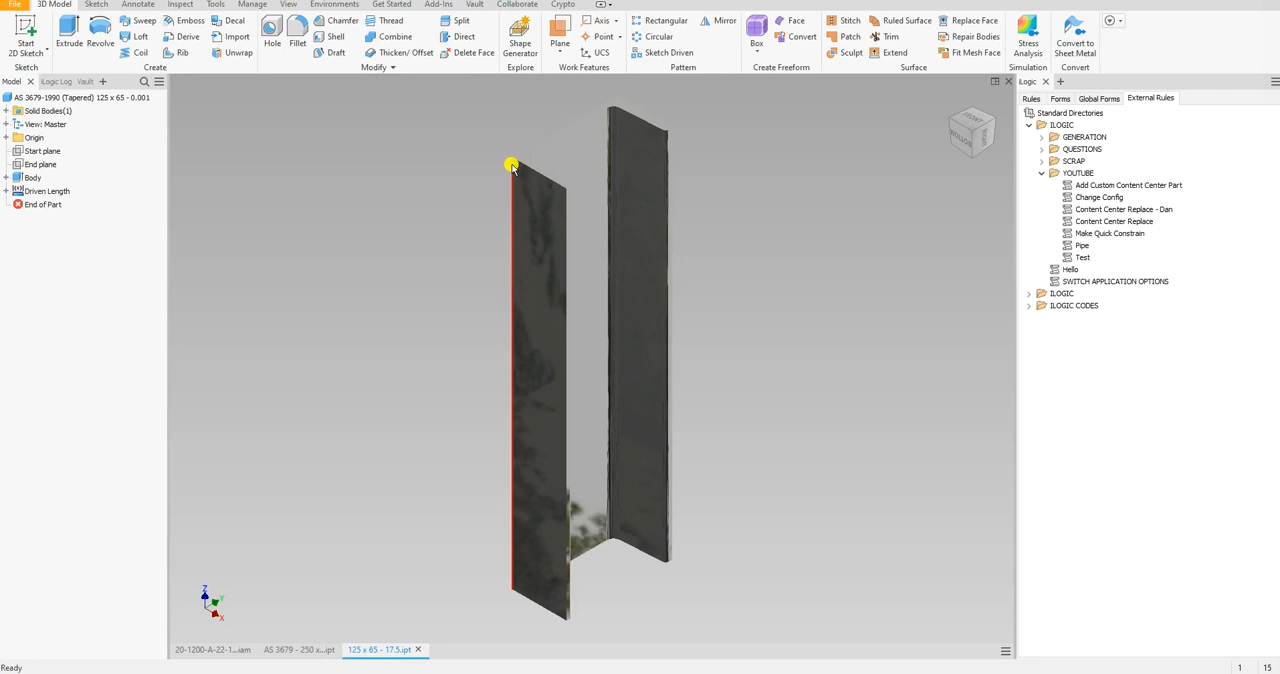 File 3D Model Sketch Annotate Inspect Tools Manage View Environments Get Started Add-Ins Vault Collaborate Crypto
Start
2D Sketch
Extrude
Revolve
Sweep
Loft
Coil
Emboss
Derive
Rib
Decal
Import
Unwrap
Hole
Fillet
Chamfer
Shell
Draft
Thread
Combine
Thicken/ Offset
Split
Direct
Delete Face
Shape
Generator
Plane
Axis
Point
UCS
Rectangular
Circular
Sketch Driven
Mirror
Box
Face
Convert
Stitch
Patch
Sculpt
Ruled Surface
Trim
Extend
Replace Face
Repair Bodies
Fit Mesh Face
Stress
Analysis
Convert to
Sheet Metal
Sketch Create Modify Explore Work Features Pattern Create Freeform Surface Simulation Convert
Model iLogic Log Vault
AS 3679-1990 (Tapered) 125 x 65 - 0.001
Solid Bodies(1)
View: Master
Origin
Start plane
End plane
Body
Driven Length
End of Part
FRONT
BOTTOM
iLogic
Rules Forms Global Forms External Rules
Standard Directories
ILOGIC
GENERATION
QUESTIONS
SCRAP
YOUTUBE
Add Custom Content Center Part
Change Config
Content Center Replace - Dan
Content Center Replace
Make Quick Constrain
Pipe
Test
Hello
SWITCH APPLICATION OPTIONS
ILOGIC
ILOGIC CODES
Z
Y
X
20-1200-A-22-1...iam AS 3679 - 250 x...ipt 125 x 65 - 17.5.ipt
Ready 1 15